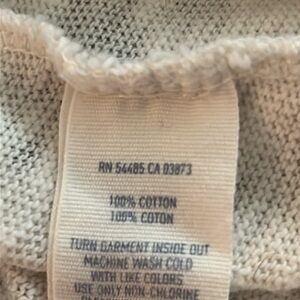 RN 54485 CA 03873
100% COTTON
100% COTON
TURN GARMENT INSIDE OUT
MACHINE WASH COLD
WITH LIKE COLORS
USE ONLY NON-CHLORINE